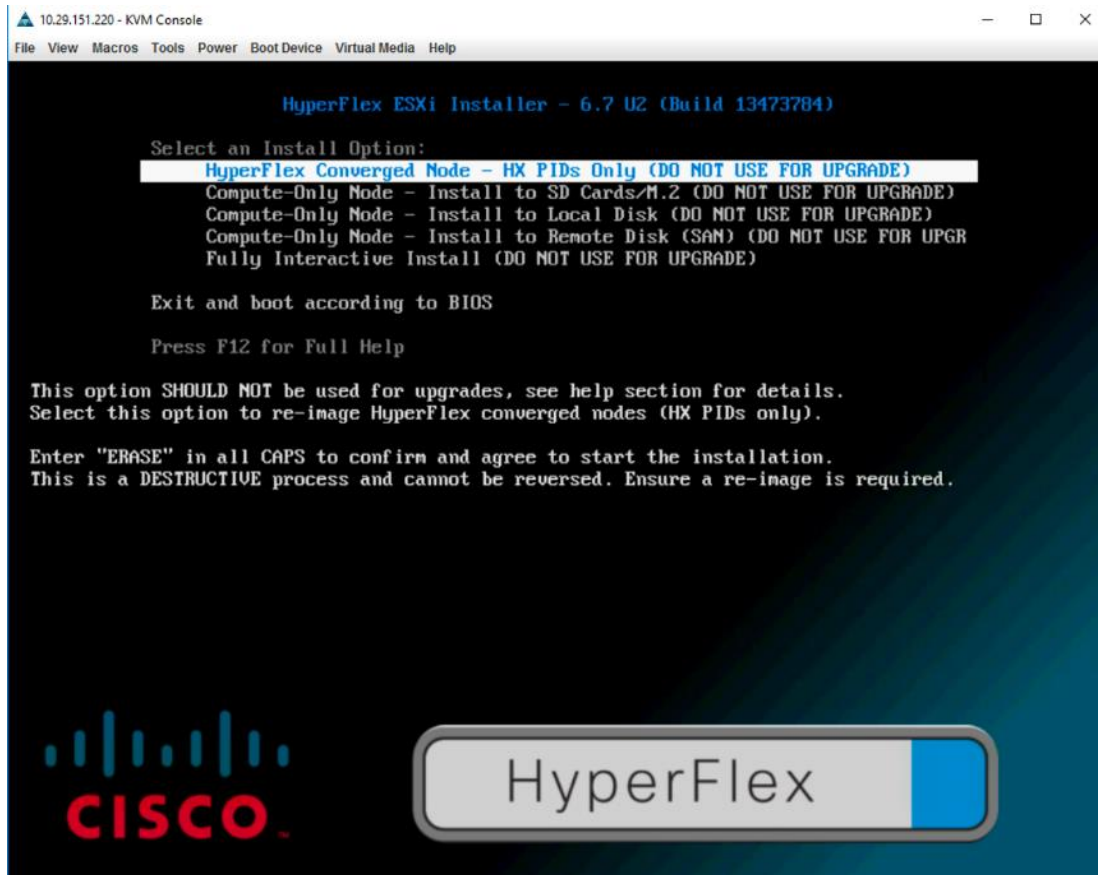 10.29.151.220 - KVM Console
File View Macros Tools Power Boot Device Virtual Media Help
HyperFlex ESXi Installer - 6.7 U2 (Build 13473784)
Select an Install Option:
HyperFlex Converged Node - HX PIDs Only (DO NOT USE FOR UPGRADE)
Compute-Only Node - Install to SD Cards/M.2 (DO NOT USE FOR UPGRADE)
Compute-Only Node - Install to Local Disk (DO NOT USE FOR UPGRADE)
Compute-Only Node - Install to Remote Disk (SAN) (DO NOT USE FOR UPGR
Fully Interactive Install (DO NOT USE FOR UPGRADE)
Exit and boot according to BIOS
Press F12 for Full Help
This option SHOULD NOT be used for upgrades, see help section for details.
Select this option to re-image HyperFlex converged nodes (HX PIDs only).
Enter "ERASE" in all CAPS to confirm and agree to start the installation.
This is a DESTRUCTIVE process and cannot be reversed. Ensure a re-image is required.
CISCO™
HyperFlex